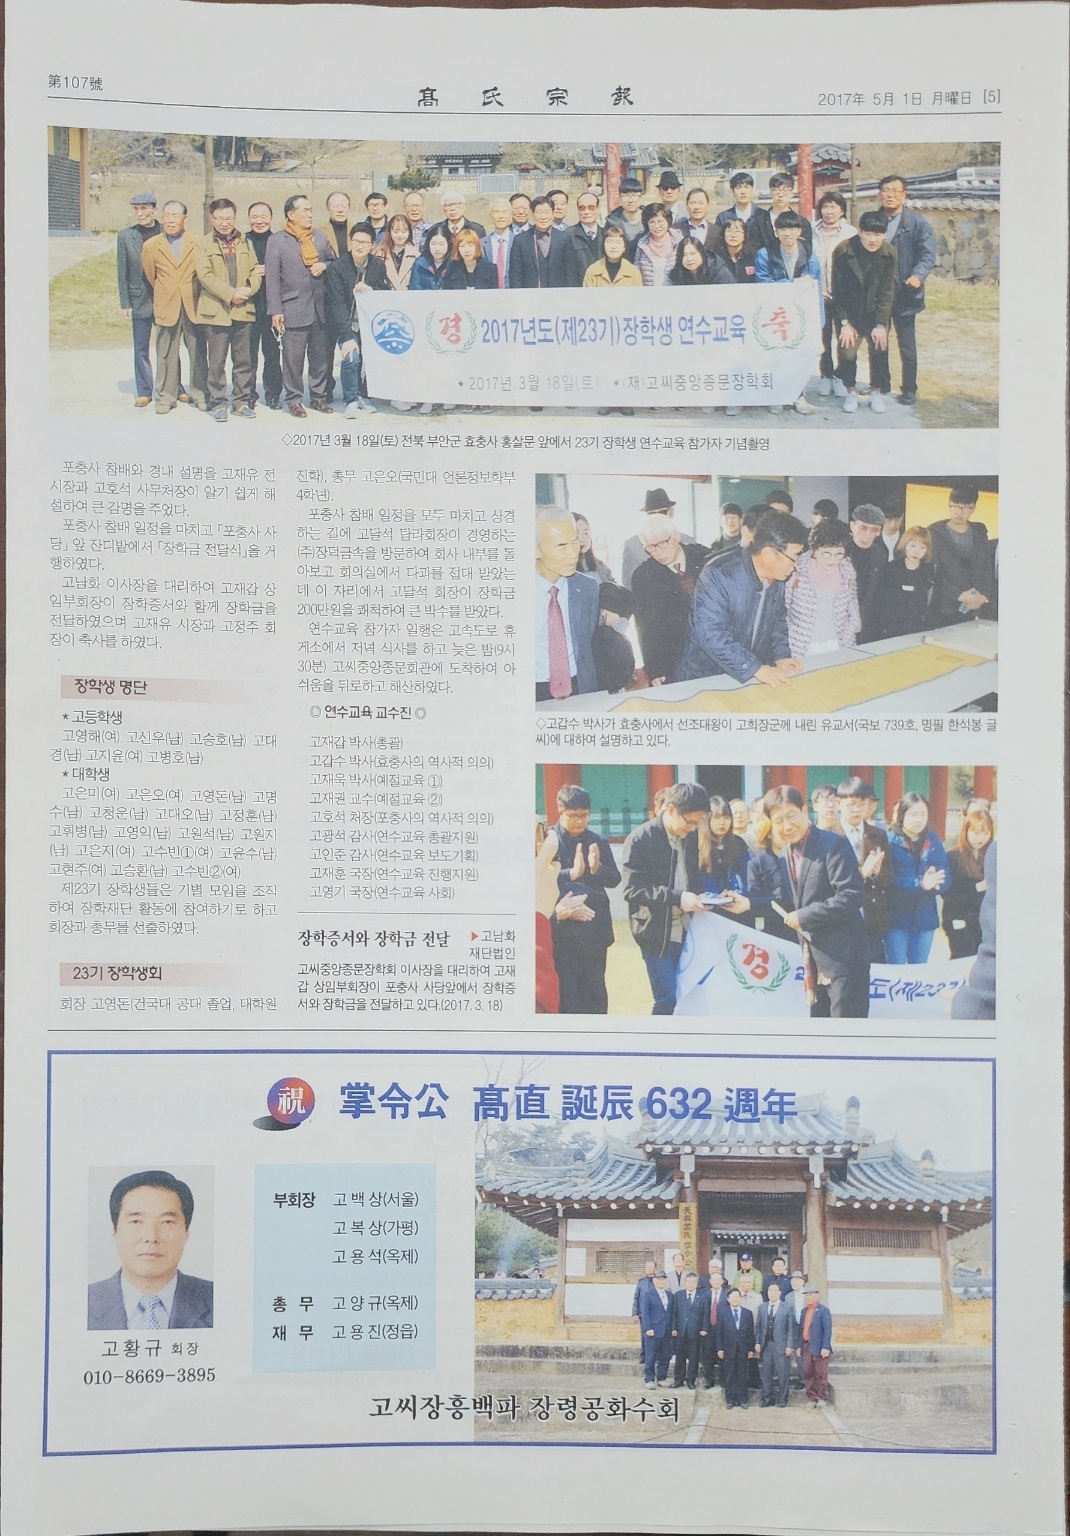 第107號
高氏宗報
2017年 5月 1日 月曜日 [5]
경 2017년도(제23기)장학생 연수교육 축
• 2017년 3월 18일(토) • (재)고씨중앙종문장학회
◇2017년 3월 18일(토) 전북 부안군 효충사 홍살문 앞에서 23기 장학생 연수교육 참가자 기념촬영
포충사 참배와 경내 설명을 고재유 전
시장과 고호석 사무처장이 알기 쉽게 해
설하여 큰 감명을 주었다.
포충사 참배 일정을 마치고 「포충사 사
당」 앞 잔디밭에서 「장학금 전달식」을 거
행하였다.
고남화 이사장을 대리하여 고재갑 상
임부회장이 장학증서와 함께 장학금을
전달하였으며 고재유 시장과 고정주 회
장이 축사를 하였다.
장학생 명단
* 고등학생
고영해(여) 고신우(남) 고승호(남) 고대
경(남) 고지윤(여) 고병호(남)
* 대학생
고은미(여) 고은오(여) 고영돈(남) 고명
수(남) 고청운(남) 고대오(남) 고정훈(남)
고휘병(남) 고영익(남) 고원석(남) 고원지
(남) 고은지(여) 고수빈①(여) 고윤수(남)
고현주(여) 고승환(남) 고수빈②(여)
제23기 장학생들은 기별 모임을 조직
하여 장학재단 활동에 참여하기로 하고
회장과 총무를 선출하였다.
23기 장학생회
회장 고영돈(건국대 공대 졸업, 대학원
진학), 총무 고은오(국민대 언론정보학부
4학년).
포충사 참배 일정을 모두 마치고 상경
하는 길에 고달석 탐라회장이 경영하는
(주)장덕금속을 방문하여 회사 내부를 돌
아보고 회의실에서 다과를 접대 받았는
데 이 자리에서 고달석 회장이 장학금
200만원을 쾌척하여 큰 박수를 받았다.
연수교육 참가자 일행은 고속도로 휴
게소에서 저녁 식사를 하고 늦은 밤(9시
30분) 고씨중앙종문회관에 도착하여 아
쉬움을 뒤로하고 해산하였다.
◎ 연수교육 교수진 ◎
고재갑 박사(총괄)
고갑수 박사(효충사의 역사적 의의)
고재욱 박사(예절교육 ①)
고재권 교수(예절교육 ②)
고호석 처장(포충사의 역사적 의의)
고광석 감사(연수교육 총괄지원)
고인준 감사(연수교육 보도기획)
고재훈 국장(연수교육 진행지원)
고영기 국장(연수교육 사회)
장학증서와 장학금 전달 ▶고남화
재단법인
고씨중앙종문장학회 이사장을 대리하여 고재
갑 상임부회장이 포충사 사당앞에서 장학증
서와 장학금을 전달하고 있다.(2017. 3. 18)
◇고갑수 박사가 효충사에서 선조대왕이 고희장군께 내린 유교서(국보 739호, 명필 한석봉 글
씨)에 대하여 설명하고 있다.
경
도(제23기)
祝 掌令公 髙直 誕辰 632 週年
고황규 회장
010-8669-3895
부회장 고백상(서울)
고복상(가평)
고용석(옥제)
총무 고양규(옥제)
재무 고용진(정읍)
고씨장흥백파 장령공화수회